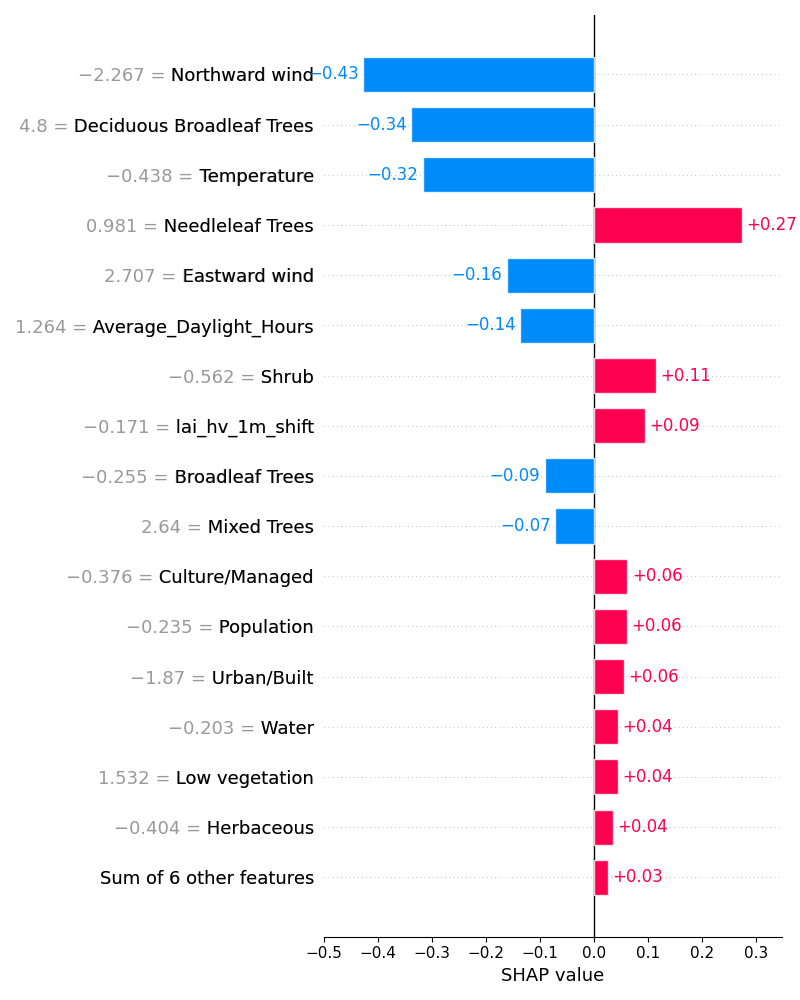 −2.267 = Northward wind −0.43
4.8 = Deciduous Broadleaf Trees −0.34
−0.438 = Temperature −0.32
0.981 = Needleleaf Trees +0.27
2.707 = Eastward wind −0.16
1.264 = Average_Daylight_Hours −0.14
−0.562 = Shrub +0.11
−0.171 = lai_hv_1m_shift +0.09
−0.255 = Broadleaf Trees −0.09
2.64 = Mixed Trees −0.07
−0.376 = Culture/Managed +0.06
−0.235 = Population +0.06
−1.87 = Urban/Built +0.06
−0.203 = Water +0.04
1.532 = Low vegetation +0.04
−0.404 = Herbaceous +0.04
Sum of 6 other features +0.03
−0.5 −0.4 −0.3 −0.2 −0.1 0.0 0.1 0.2 0.3
SHAP value